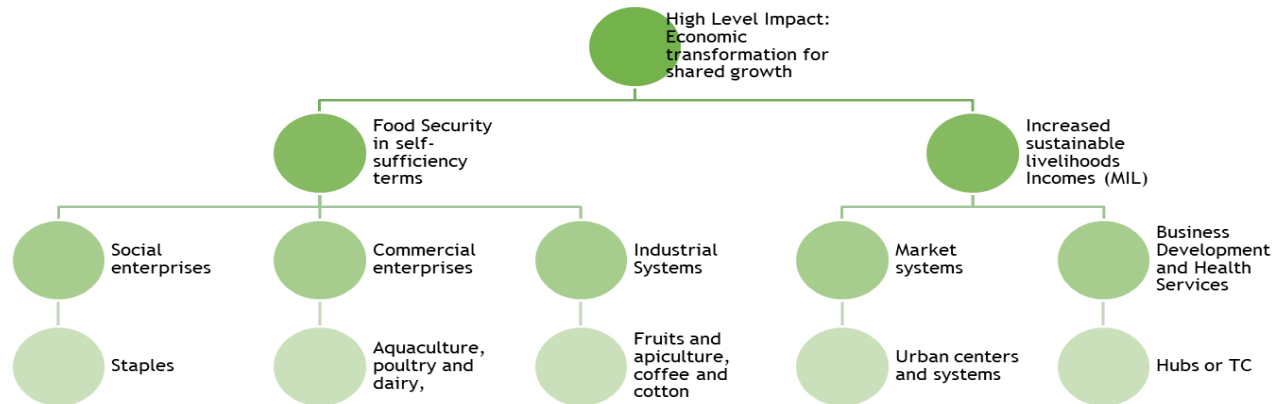 High Level Impact:
Economic
transformation for
shared growth
Food Security
in self-
sufficiency
terms
Increased
sustainable
livelihoods
Incomes (MIL)
Social
enterprises
Commercial
enterprises
Industrial
Systems
Market
systems
Business
Development
and Health
Services
Staples
Aquaculture,
poultry and
dairy,
Fruits and
apiculture,
coffee and
cotton
Urban centers
and systems
Hubs or TC